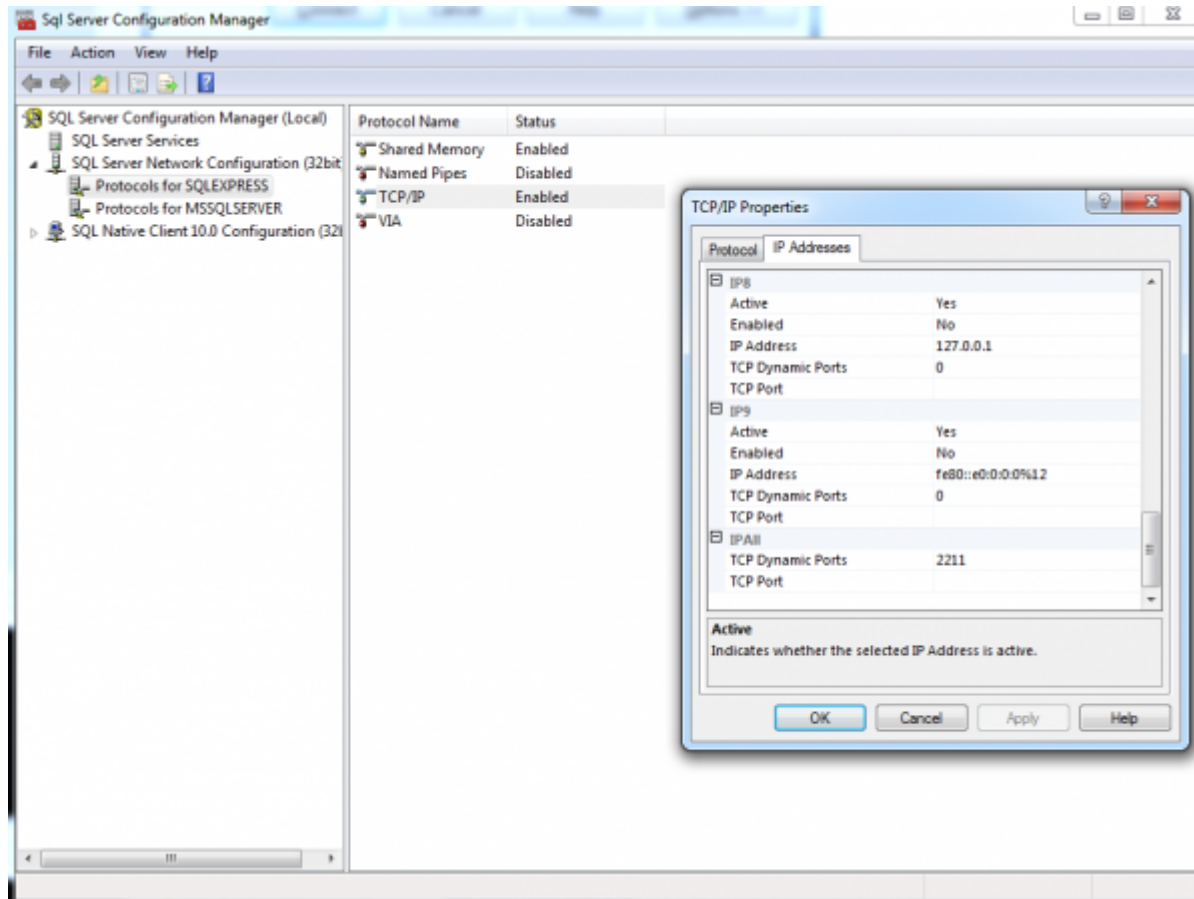 Sql Server Configuration Manager
File Action View Help
SQL Server Configuration Manager (Local)
SQL Server Services
SQL Server Network Configuration (32bit
Protocols for SQLEXPRESS
Protocols for MSSQLSERVER
SQL Native Client 10.0 Configuration (32
Protocol Name Status
Shared Memory Enabled
Named Pipes Disabled
TCP/IP Enabled
VIA Disabled
TCP/IP Properties
Protocol IP Addresses
IP8
Active Yes
Enabled No
IP Address 127.0.0.1
TCP Dynamic Ports 0
TCP Port
IP9
Active Yes
Enabled No
IP Address fe80::e0:0:0:0%12
TCP Dynamic Ports 0
TCP Port
IPAll
TCP Dynamic Ports 2211
TCP Port
Active
Indicates whether the selected IP Address is active.
OK Cancel Apply Help